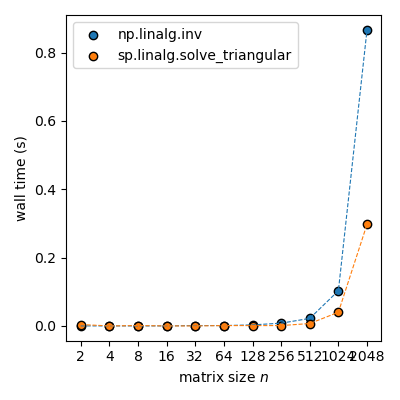 np.linalg.inv
sp.linalg.solve_triangular
wall time (s)
0.8
0.6
0.4
0.2
0.0
2 4 8 16 32 64 128 256 512 1024 2048
matrix size n